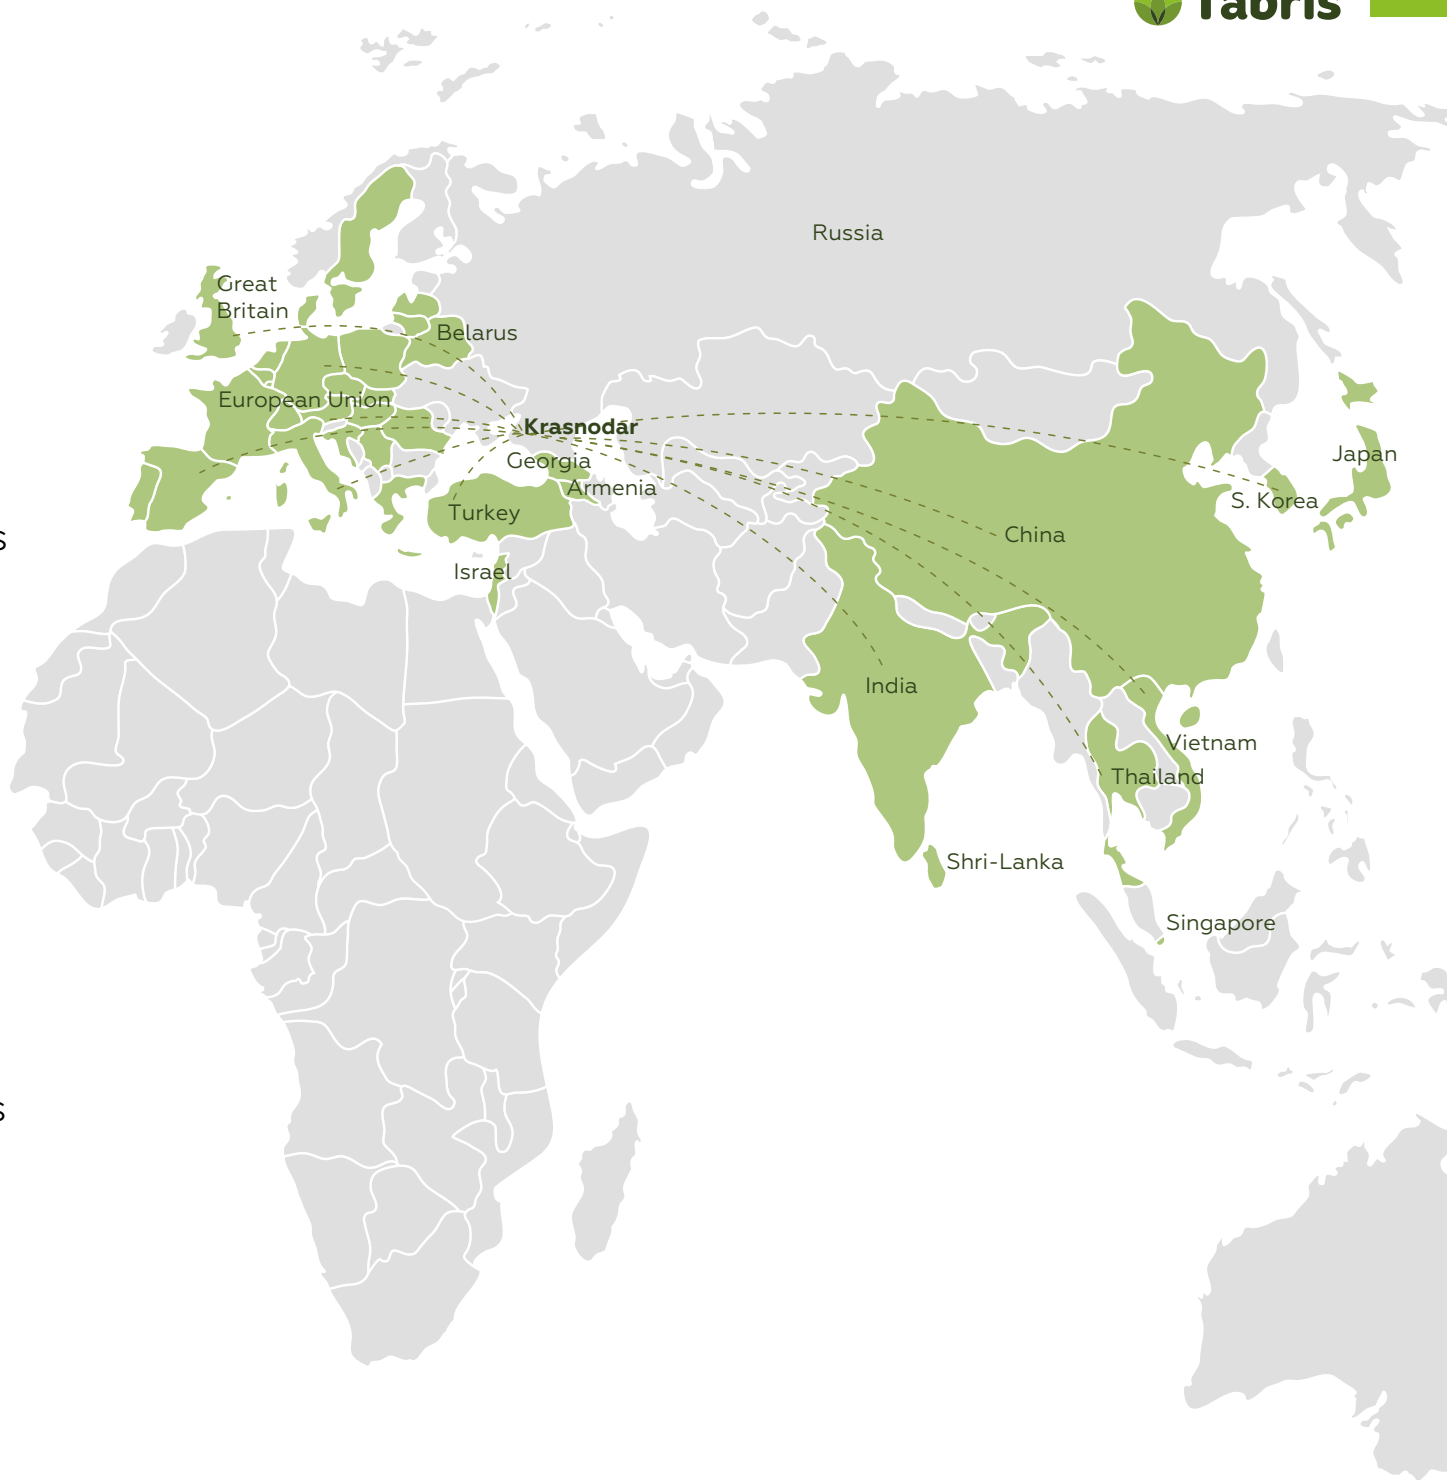 Tabris
Russia
Great
Britain
Belarus
European Union
Krasnodar
Georgia
Armenia
Turkey
Israel
Japan
S. Korea
China
India
Vietnam
Thailand
Shri-Lanka
Singapore
s
s